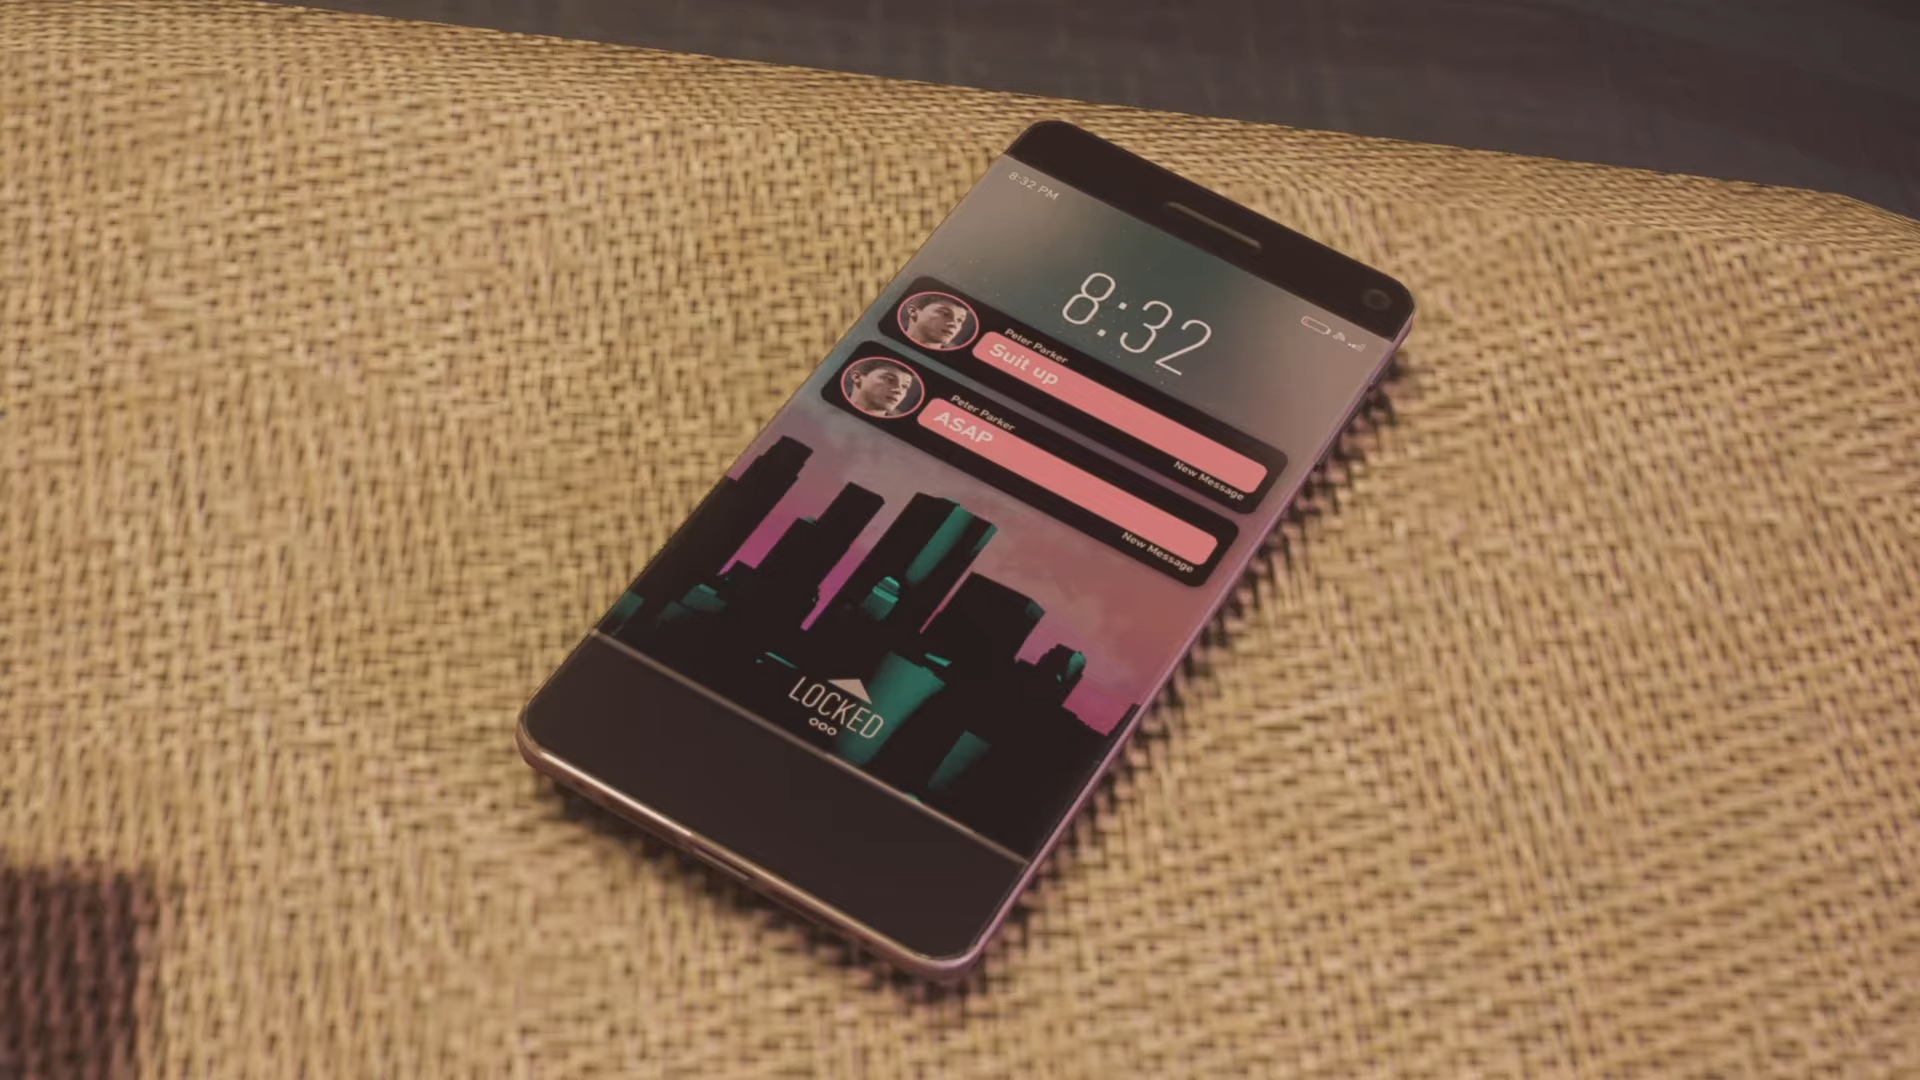 8:32 PM
8:32
Peter Parker
Suit up
New Message
Peter Parker
ASAP
New Message
LOCKED